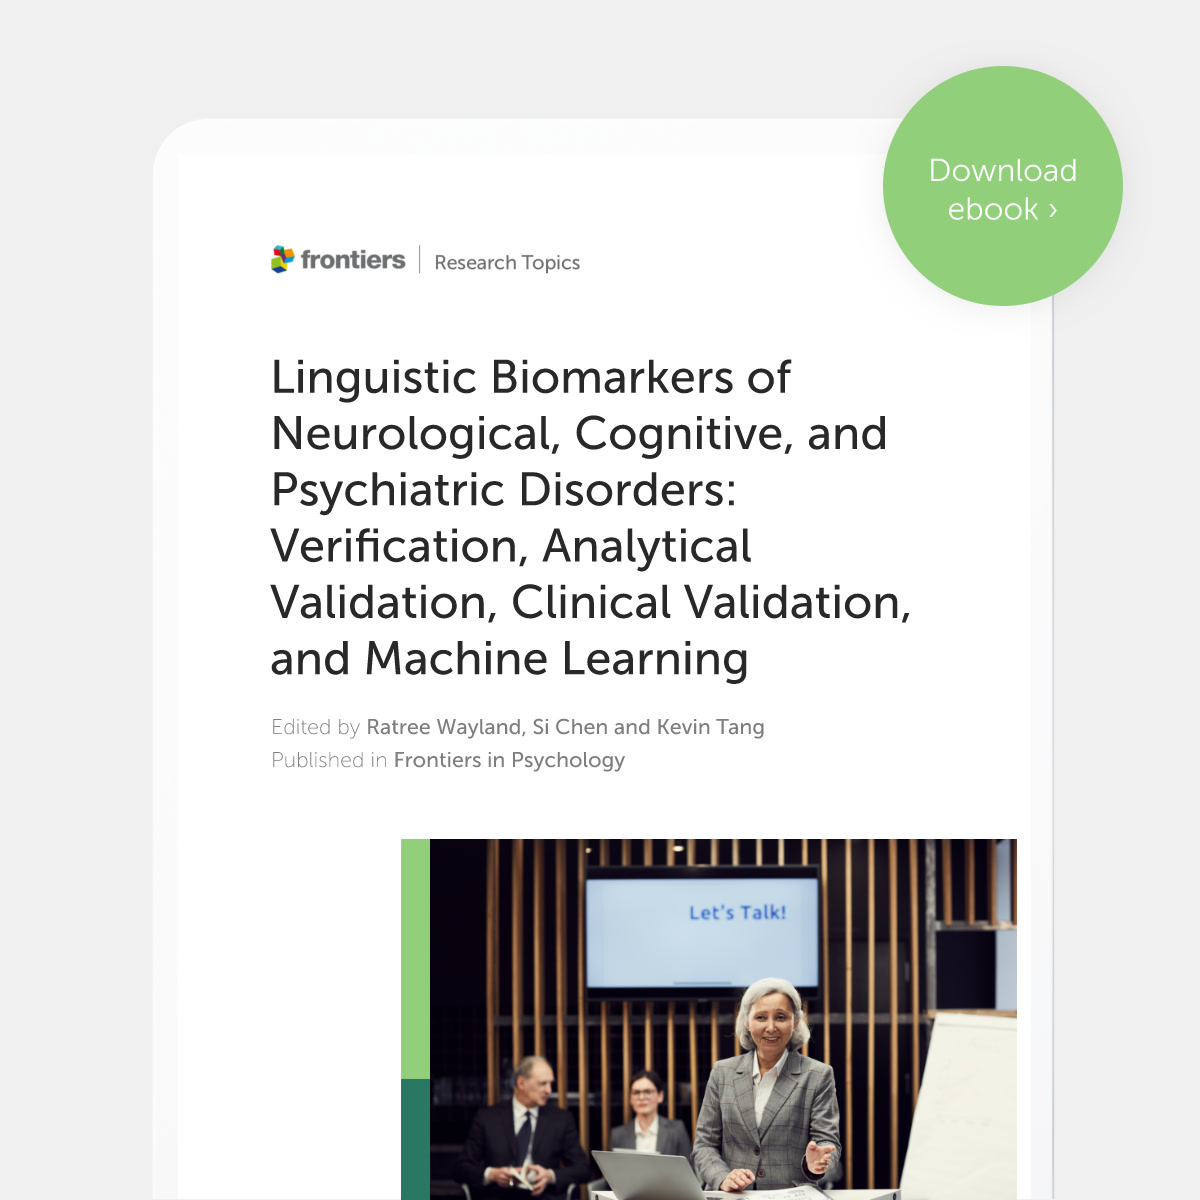 Download
ebook ›
frontiers | Research Topics
Linguistic Biomarkers of
Neurological, Cognitive, and
Psychiatric Disorders:
Verification, Analytical
Validation, Clinical Validation,
and Machine Learning
Edited by Ratree Wayland, Si Chen and Kevin Tang
Published in Frontiers in Psychology
Let's Talk!